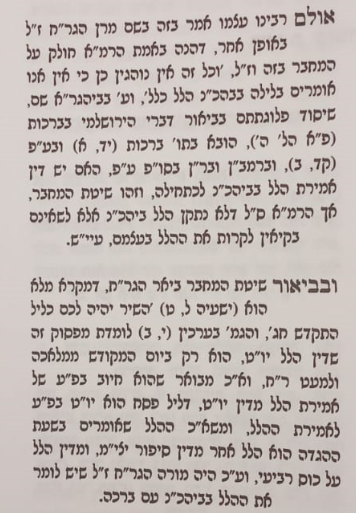 אולם רבינו עצמו אמר בזה בשם מרן הגר״ח ז״ל
באופן אחר, דהנה באמת הרמ״א חולק על
המחבר בזה וז״ל, 'וכל זה אין נוהגין כן כי אין אנו
אומרים בלילה בבהכ״נ הלל כלל', וע' בביהגר״א שם,
שיסוד פלוגתתם בביאור דברי הירושלמי בברכות
(פ״א הל' ה'), הובא בתו' ברכות (יד, א) ובע״פ
(קד, ב), וברמב״ן ובר״ן בסו״פ ע״פ, האם יש דין
אמירת הלל בביהכ״נ לכתחילה, וזהו שיטת המחבר,
אך הרמ״א ס״ל דלא נתקן הלל ביהכ״נ אלא לשאינם
בקיאין לקרות את ההלל בעצמם, עיי״ש.
ובביאור שיטת המחבר ביאר הגר״ח, דמקרא מלא
הוא (ישעיה ל, ט) 'השיר יהיה לכם כליל
התקדש חג', והגמ' בערכין (י, ב) לומדת מפסוק זה
שדין הלל יו״ט, הוא רק ביום המקודש ממלאכה
ולמעט ר״ח, וא״כ מבואר שהוא חיוב בפ״ע של
אמירת הלל מדין יו״ט, דליל פסח הוא יו״ט בפ״ע
לאמירת ההלל, ומשא״כ ההלל שאומרים בשעת
ההגדה הוא הלל אחר מדין סיפור יצי״מ, ומדין הלל
על כוס רביעי, וע״כ היה מורה הגר״ח ז״ל שיש לומר
את ההלל בביהכ״נ עם ברכה.